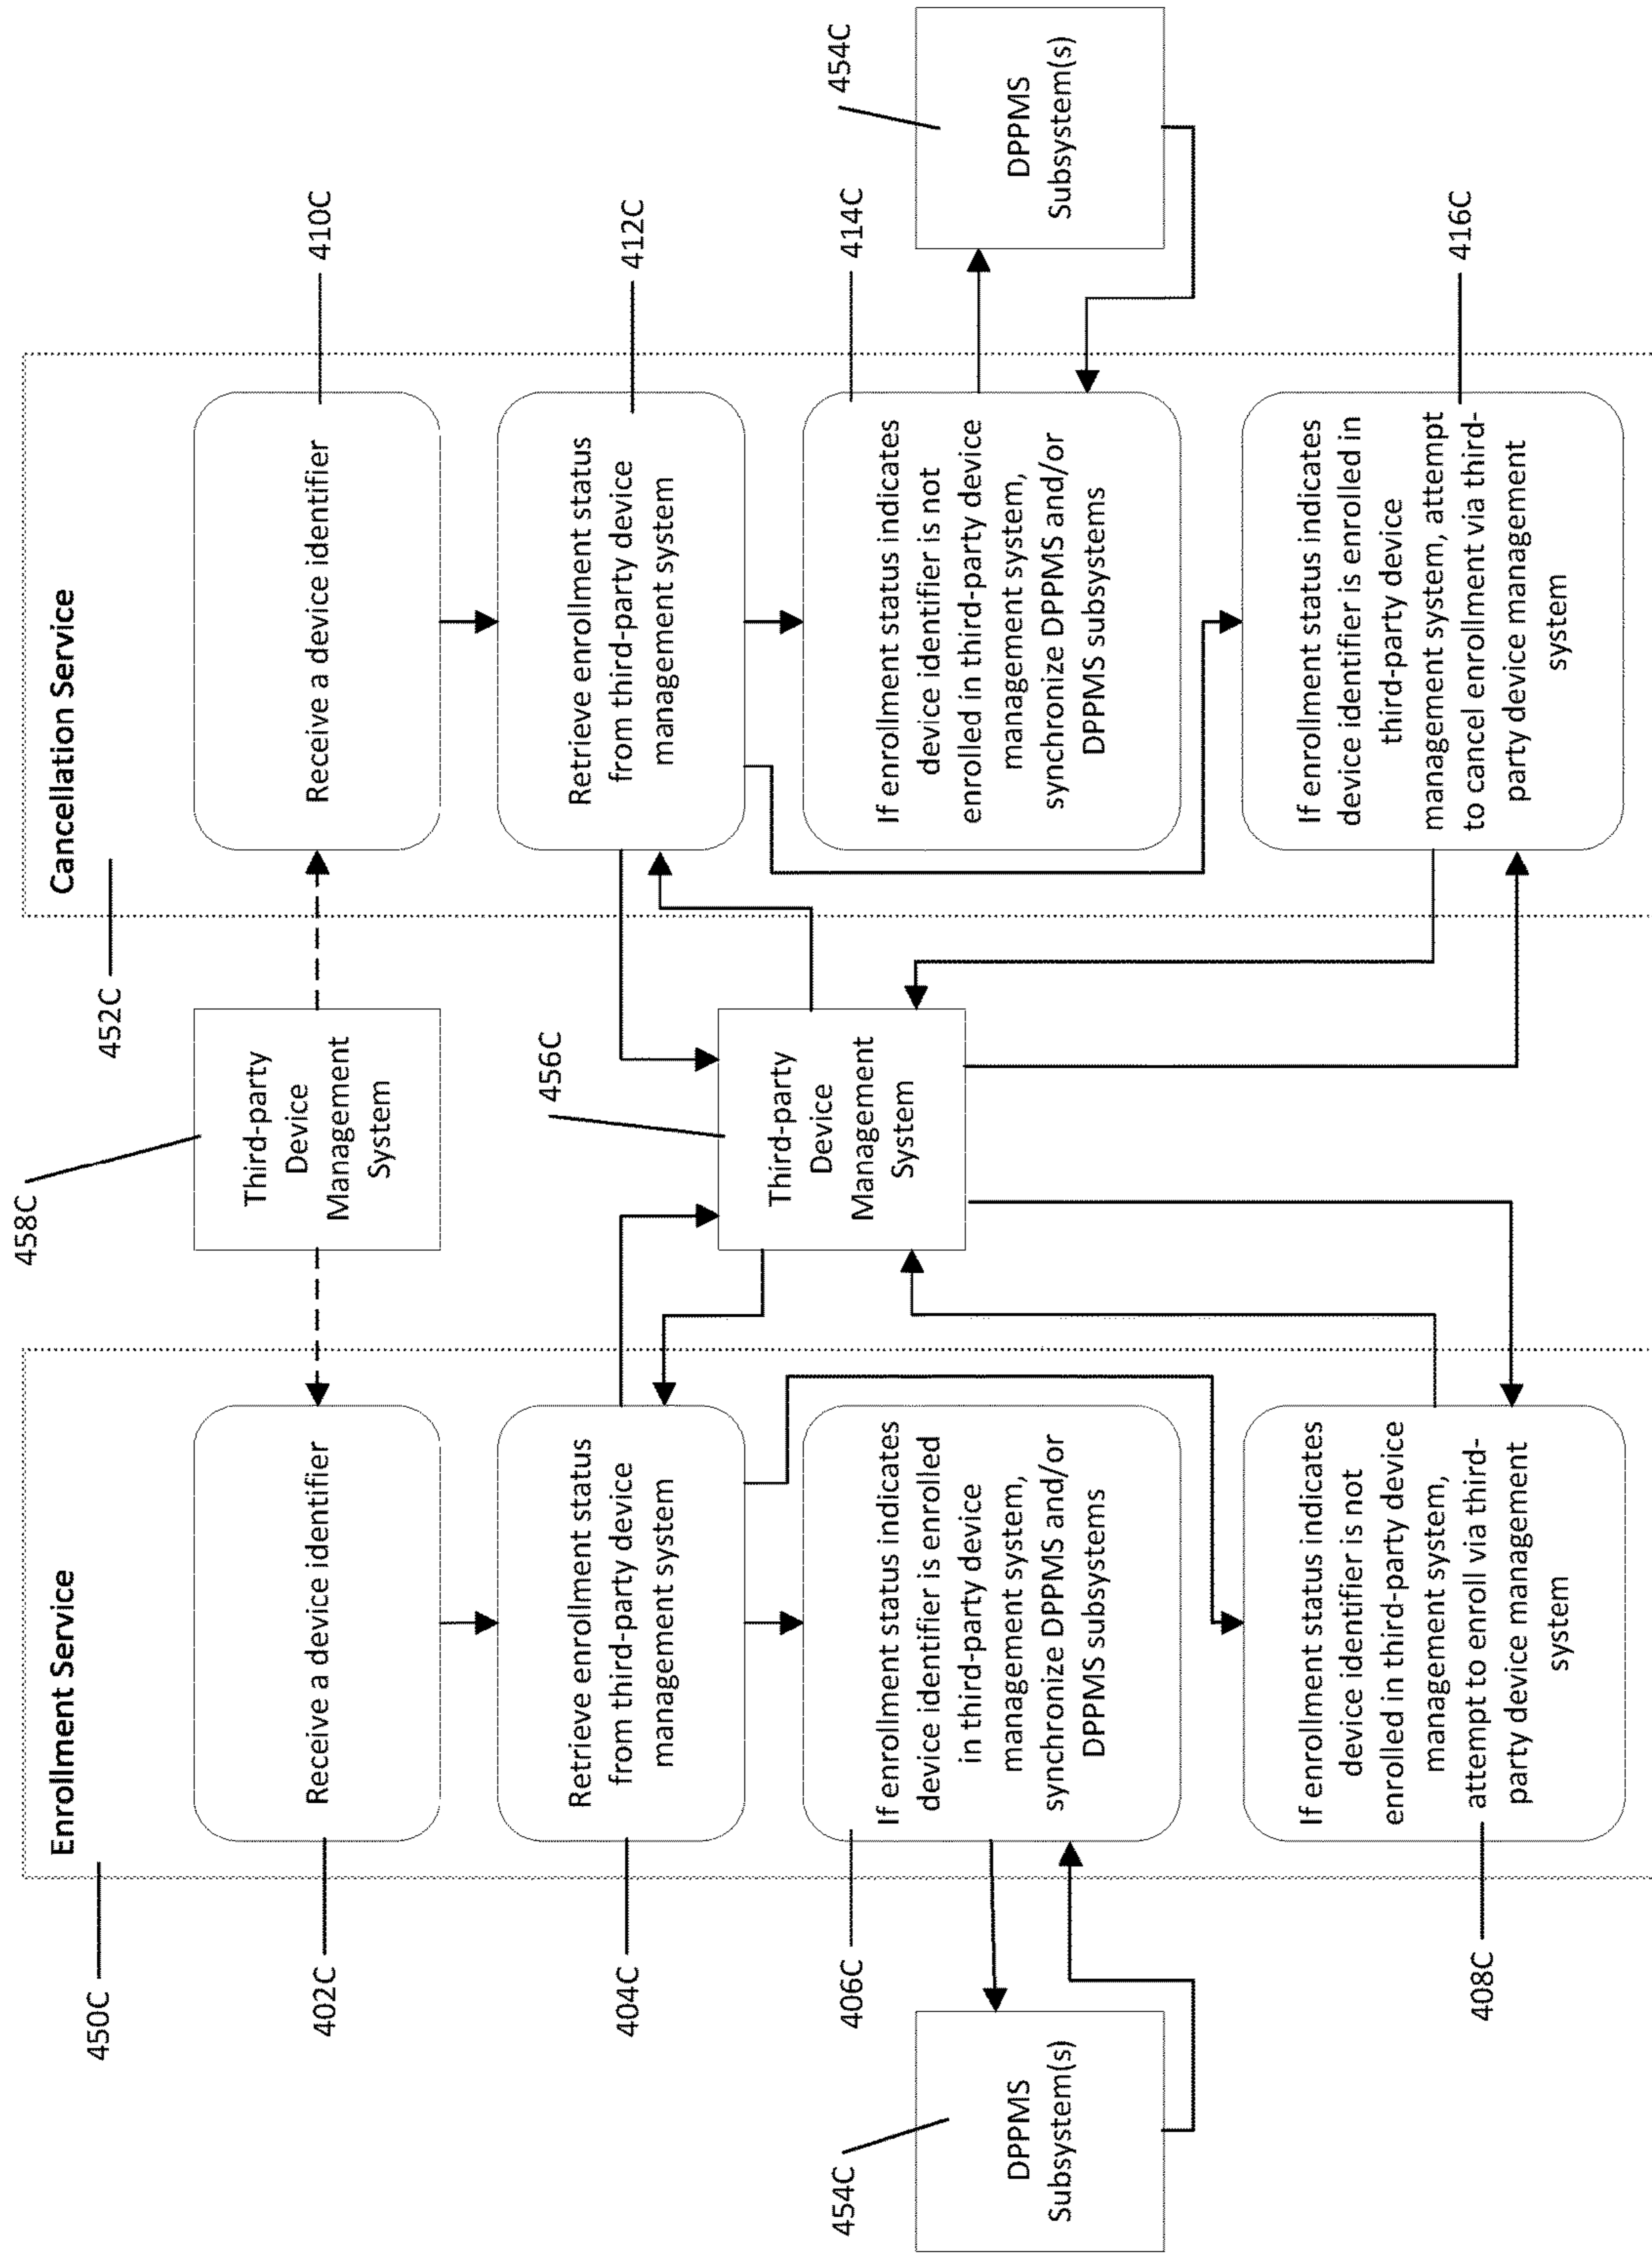 450C
Enrollment Service
402C
Receive a device identifier
404C
Retrieve enrollment status
from third-party device
management system
406C
If enrollment status indicates
device identifier is enrolled
in third-party device
management system,
synchronize DPPMS and/or
DPPMS subsystems
454C
DPPMS
Subsystem(s)
408C
If enrollment status indicates
device identifier is not
enrolled in third-party device
management system,
attempt to enroll via third-
party device management
system
458C
Third-party
Device
Management
System
456C
Third-party
Device
Management
System
452C
Cancellation Service
Receive a device identifier
410C
Retrieve enrollment status
from third-party device
management system
412C
If enrollment status indicates
device identifier is not
enrolled in third-party device
management system,
synchronize DPPMS and/or
DPPMS subsystems
414C
454C
DPPMS
Subsystem(s)
If enrollment status indicates
device identifier is enrolled in
third-party device
management system, attempt
to cancel enrollment via third-
party device management
system
416C